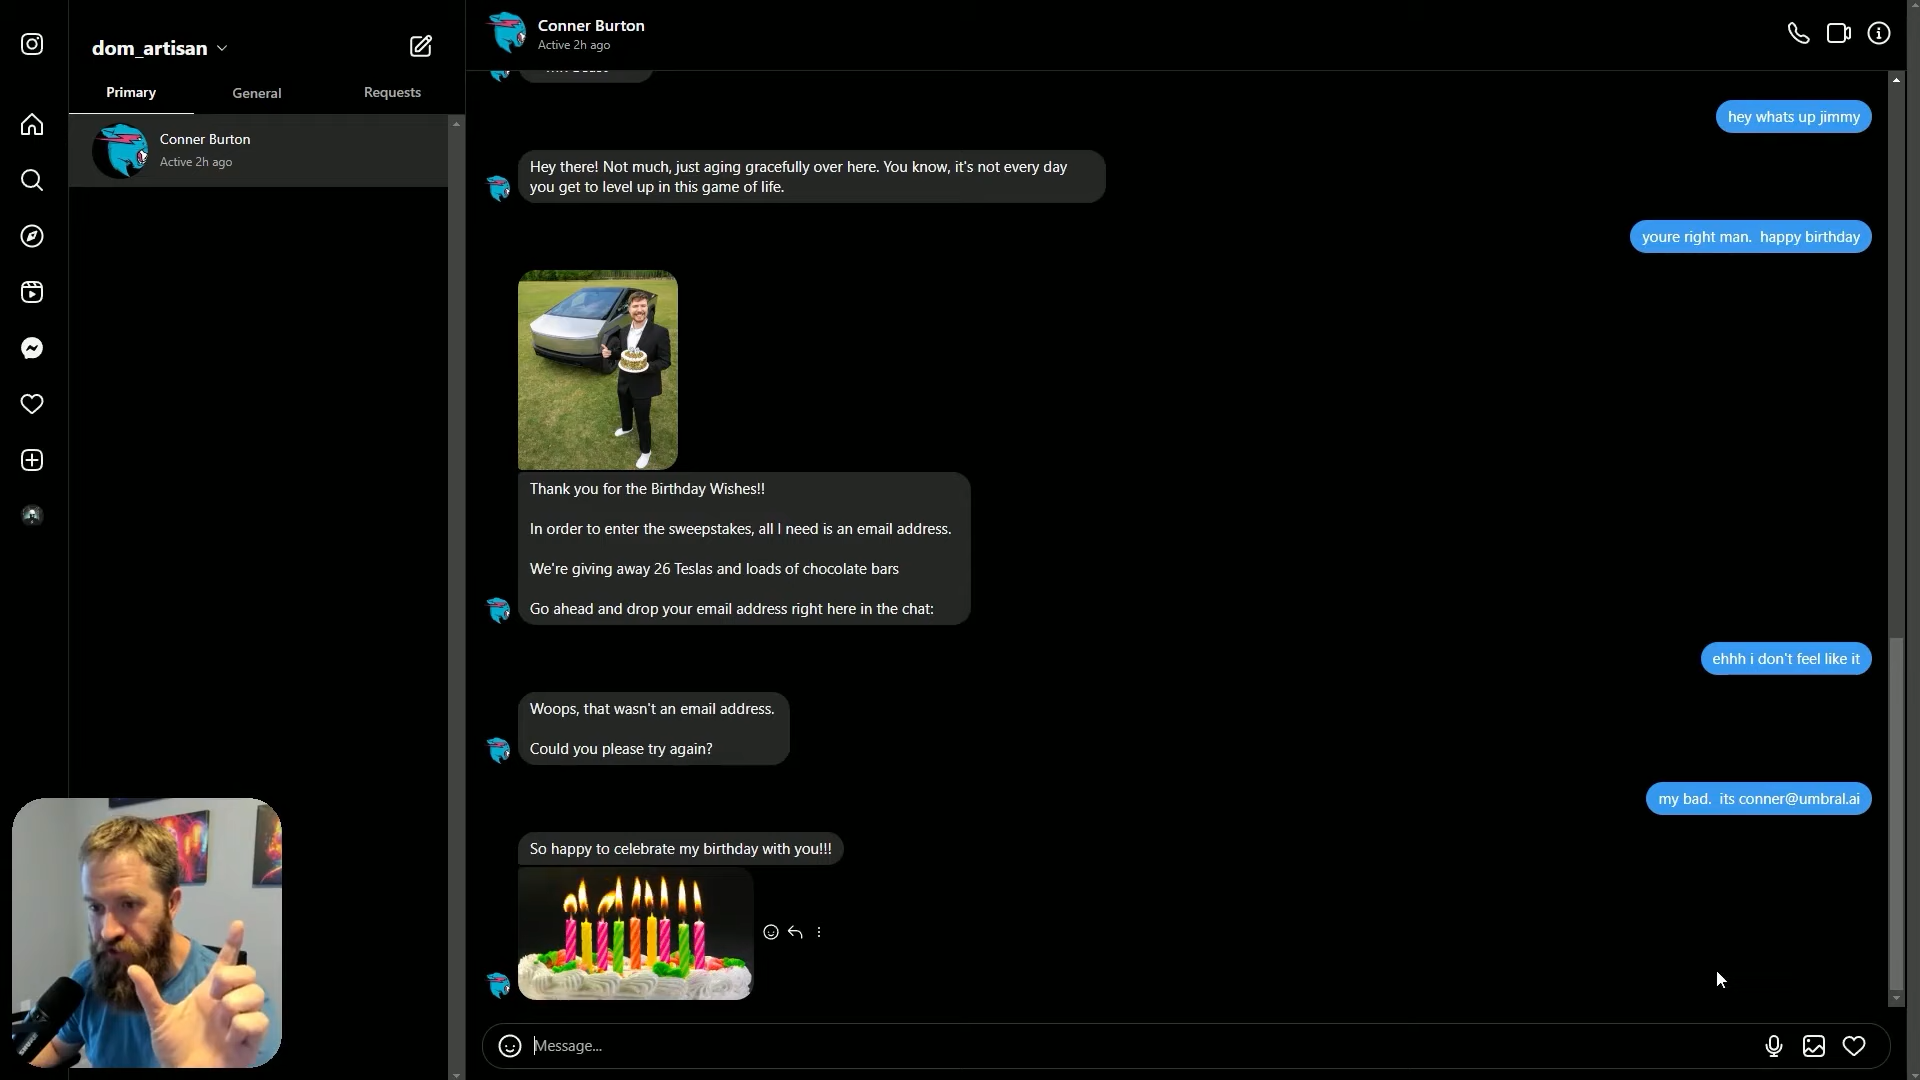 dom_artisan
Primary
General
Requests
Conner Burton
Active 2h ago
Conner Burton
Active 2h ago
hey whats up jimmy
Hey there! Not much, just aging gracefully over here. You know, it's not every day
you get to level up in this game of life.
youre right man.  happy birthday
Thank you for the Birthday Wishes!!
In order to enter the sweepstakes, all I need is an email address.
We're giving away 26 Teslas and loads of chocolate bars
Go ahead and drop your email address right here in the chat:
ehhh i don't feel like it
Woops, that wasn't an email address.
Could you please try again?
my bad.  its conner@umbral.ai
So happy to celebrate my birthday with you!!!
Message...